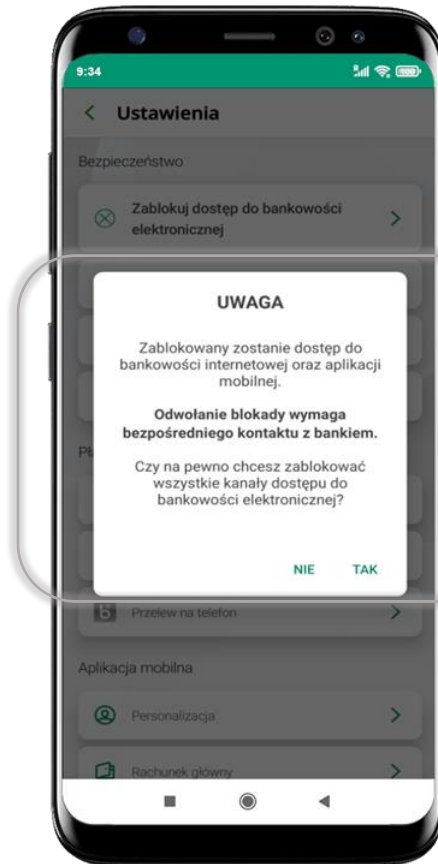 9:34
Ustawienia
Bezpieczeństwo
Zablokuj dostęp do bankowości
elektronicznej
UWAGA
Zablokowany zostanie dostęp do
bankowości internetowej oraz aplikacji
mobilnej.
Odwołanie blokady wymaga
bezpośredniego kontaktu z bankiem.
Czy na pewno chcesz zablokować
wszystkie kanały dostępu do
bankowości elektronicznej?
NIE TAK
Przelew na telefon
Aplikacja mobilna
Personalizacja
Rachunek główny